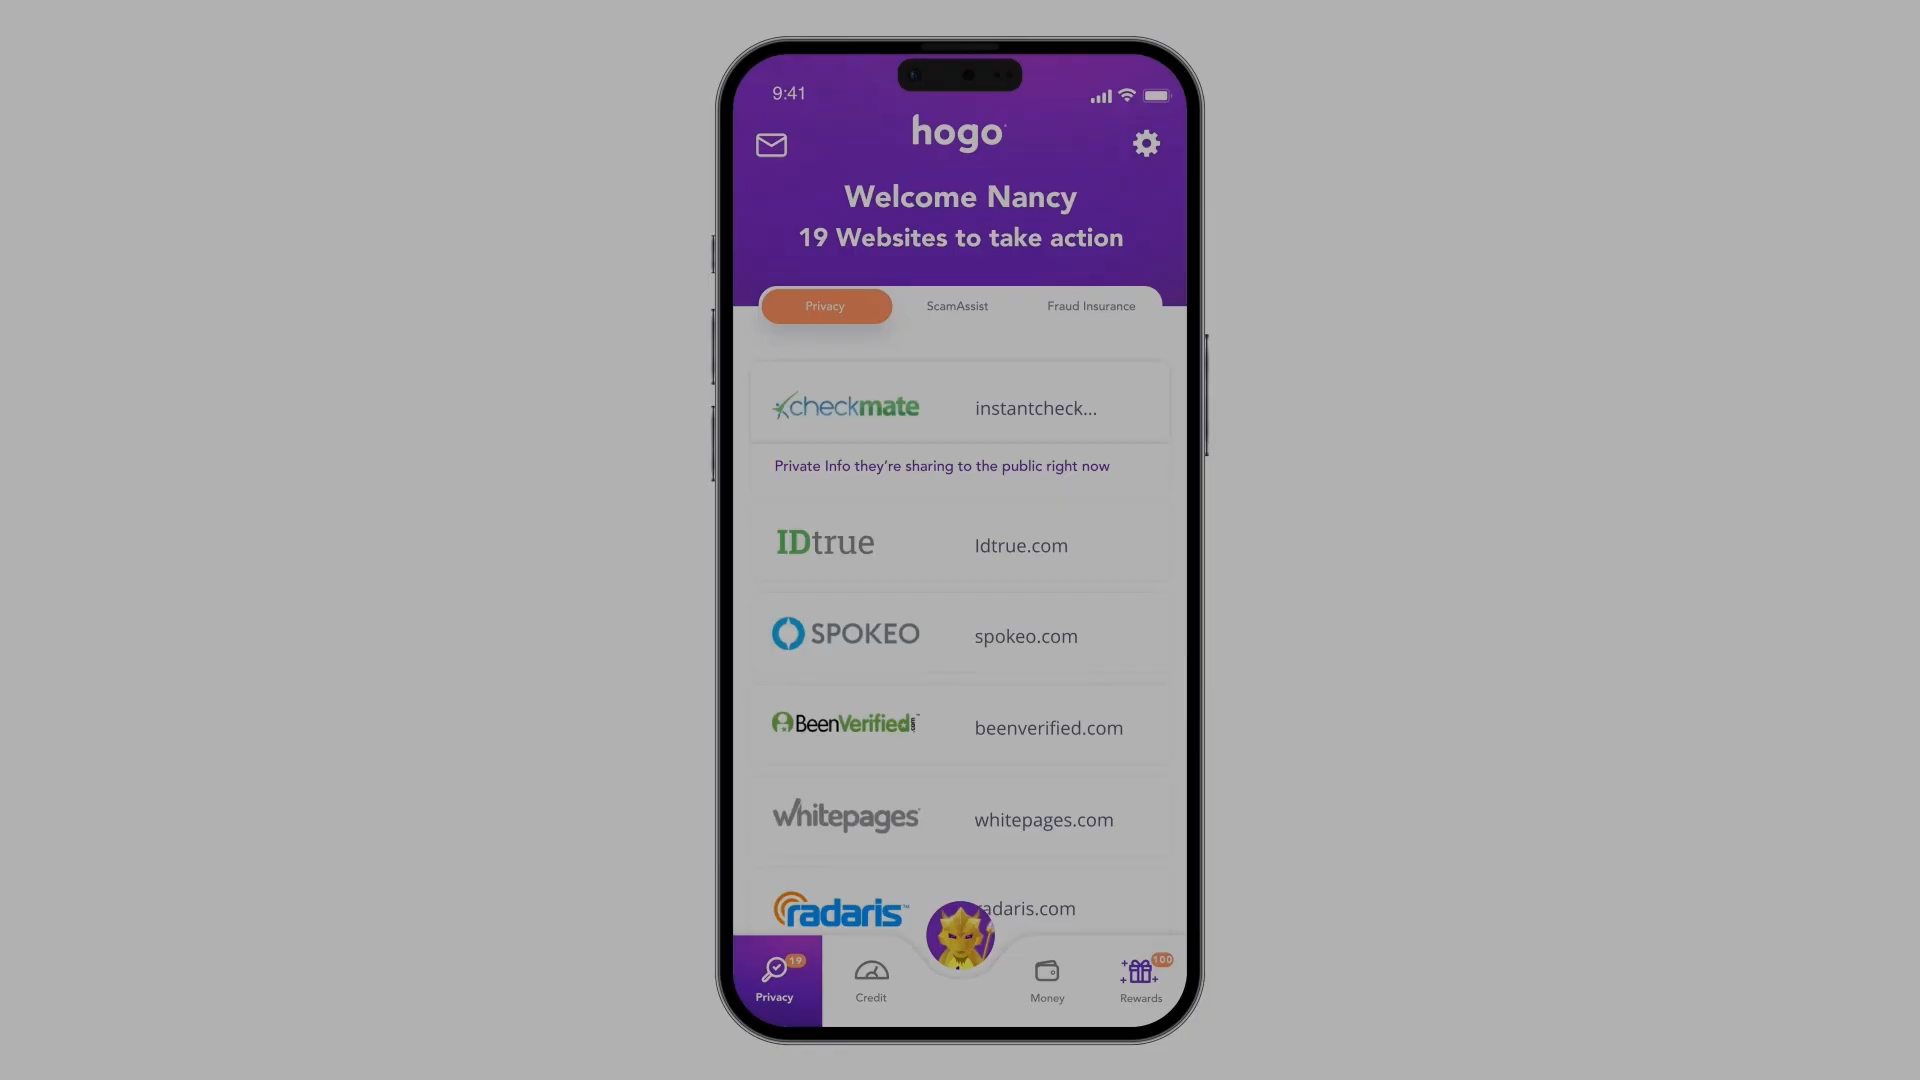 9:41
hogo
Welcome Nancy
19 Websites to take action
Privacy ScamAssist Fraud Insurance
checkmate instantcheck...
Private Info they're sharing to the public right now
IDtrue Idtrue.com
SPOKEO spokeo.com
BeenVerified.com™ beenverified.com
whitepages whitepages.com
radaris™ adaris.com
19 100
Privacy Credit Money Rewards